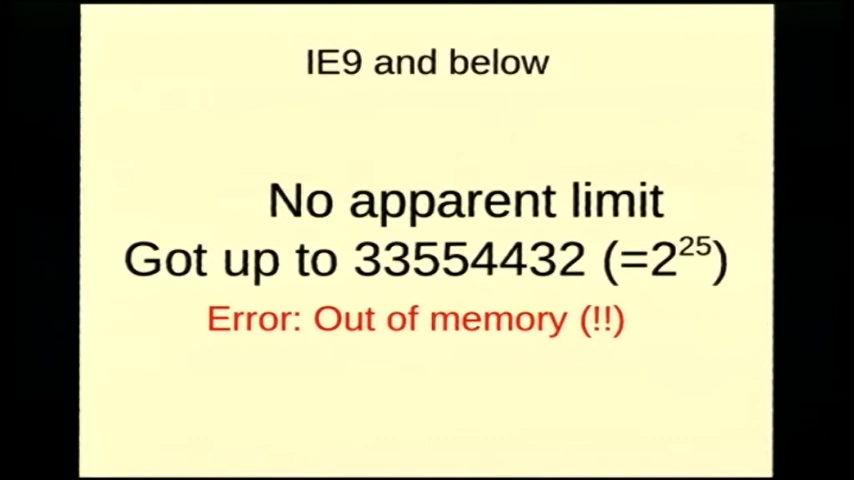 IE9 and below
No apparent limit
Got up to 33554432 (=2²⁵)
Error: Out of memory (!!)